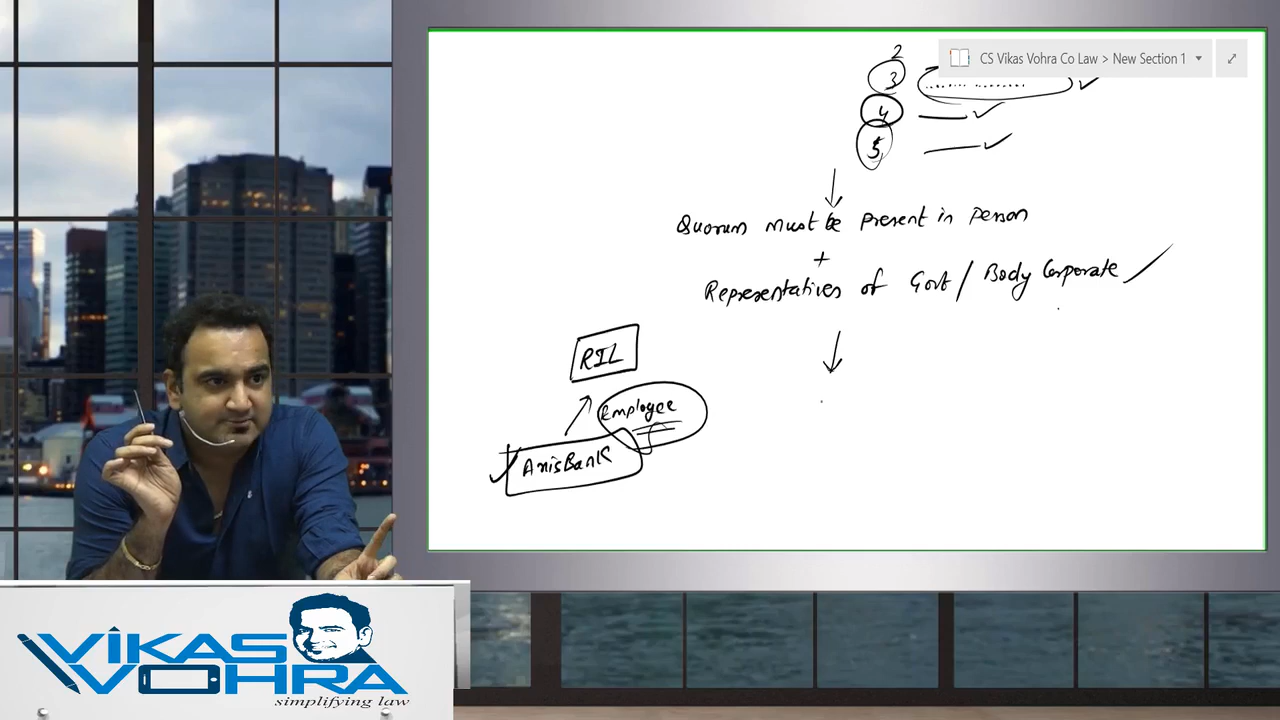 CS Vikas Vohra Co Law > New Section 1
2
3
4
5
Quorum must be present in person
+
Representatives of Govt / Body Corporate
RIL
Employee
AxisBank
VIKAS
VOHRA
simplifying law